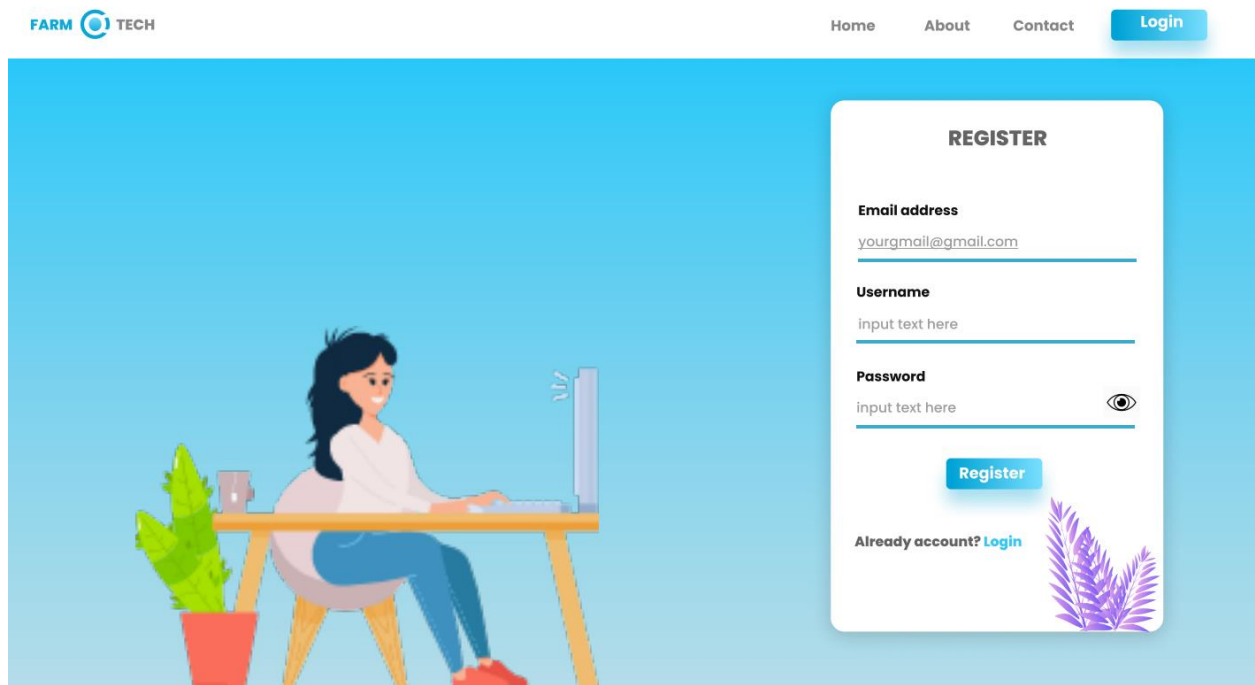 FARM TECH
Home About Contact Login
REGISTER
Email address
yourgmail@gmail.com
Username
input text here
Password
input text here
Register
Already account? Login